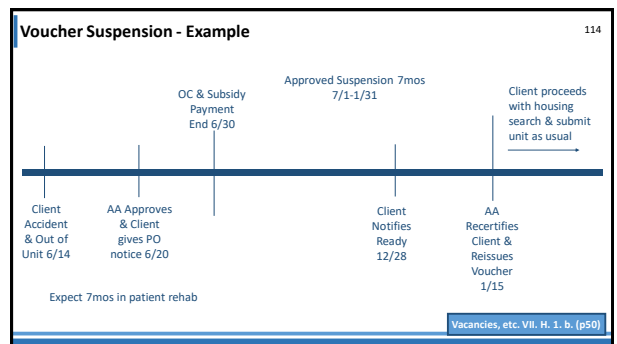 Voucher Suspension - Example
114
OC & Subsidy
Payment
End 6/30
Approved Suspension 7mos
7/1-1/31
Client proceeds
with housing
search & submit
unit as usual
Client
Accident
& Out of
Unit 6/14
AA Approves
& Client
gives PO
notice 6/20
Client
Notifies
Ready
12/28
AA
Recertifies
Client &
Reissues
Voucher
1/15
Expect 7mos in patient rehab
Vacancies, etc. VII. H. 1. b. (p50)